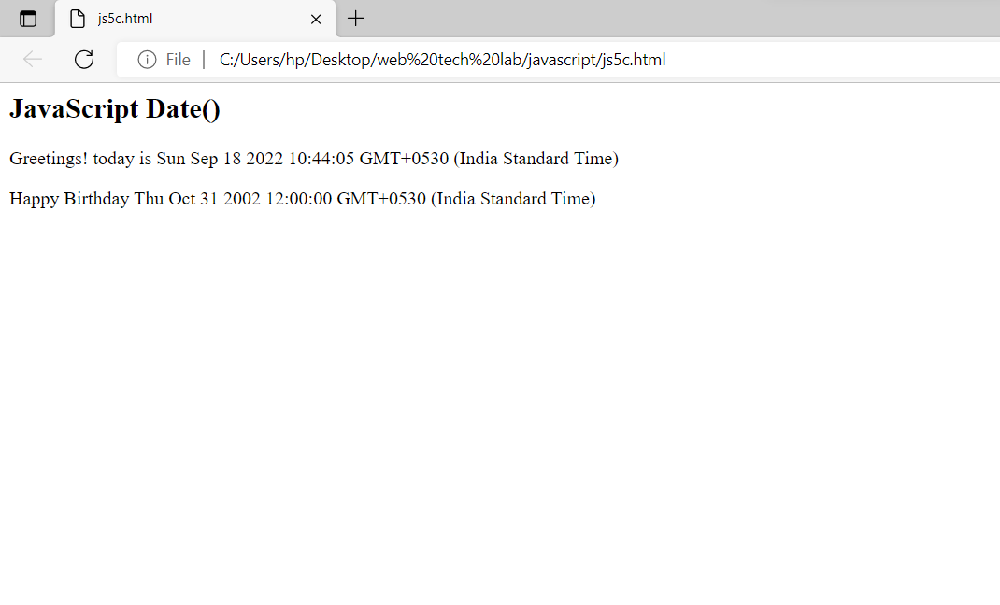 js5c.html
File
C:/Users/hp/Desktop/web%20tech%20lab/javascript/js5c.html
JavaScript Date()
Greetings! today is Sun Sep 18 2022 10:44:05 GMT+0530 (India Standard Time)
Happy Birthday Thu Oct 31 2002 12:00:00 GMT+0530 (India Standard Time)